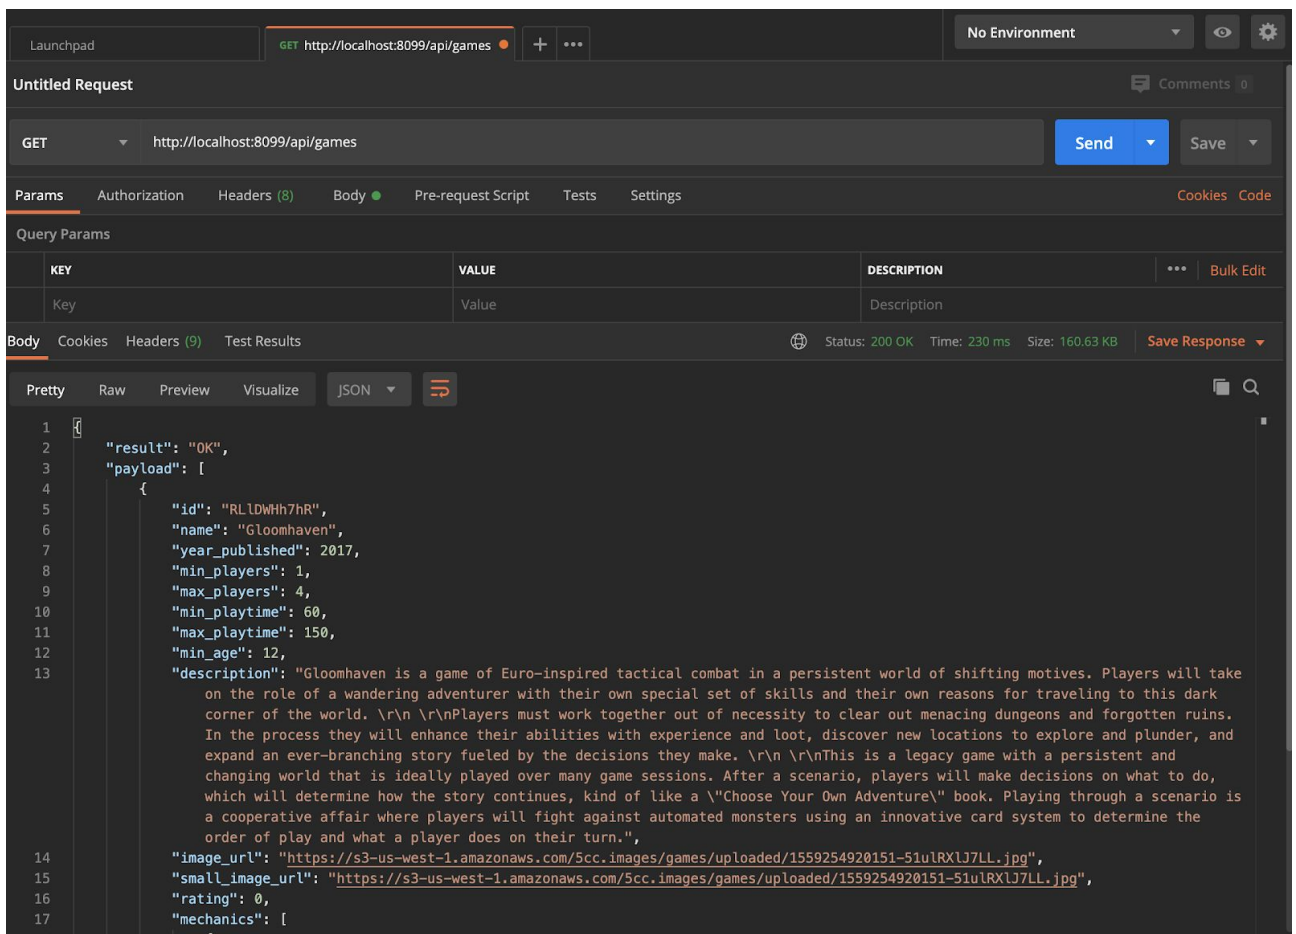 Launchpad
GET http://localhost:8099/api/games
No Environment
Untitled Request
Comments 0
GET http://localhost:8099/api/games Send Save
Params Authorization Headers (8) Body Pre-request Script Tests Settings Cookies Code
Query Params
KEY VALUE DESCRIPTION ••• Bulk Edit
Key Value Description
Body Cookies Headers (9) Test Results Status: 200 OK Time: 230 ms Size: 160.63 KB Save Response
Pretty Raw Preview Visualize JSON
1 {
2 "result": "OK",
3 "payload": [
4 {
5 "id": "RLlDWHh7hR",
6 "name": "Gloomhaven",
7 "year_published": 2017,
8 "min_players": 1,
9 "max_players": 4,
10 "min_playtime": 60,
11 "max_playtime": 150,
12 "min_age": 12,
13 "description": "Gloomhaven is a game of Euro-inspired tactical combat in a persistent world of shifting motives. Players will take
on the role of a wandering adventurer with their own special set of skills and their own reasons for traveling to this dark
corner of the world. \r\n \r\nPlayers must work together out of necessity to clear out menacing dungeons and forgotten ruins.
In the process they will enhance their abilities with experience and loot, discover new locations to explore and plunder, and
expand an ever-branching story fueled by the decisions they make. \r\n \r\nThis is a legacy game with a persistent and
changing world that is ideally played over many game sessions. After a scenario, players will make decisions on what to do,
which will determine how the story continues, kind of like a \"Choose Your Own Adventure\" book. Playing through a scenario is
a cooperative affair where players will fight against automated monsters using an innovative card system to determine the
order of play and what a player does on their turn.",
14 "image_url": "https://s3-us-west-1.amazonaws.com/5cc.images/games/uploaded/1559254920151-51ulRXlJ7LL.jpg",
15 "small_image_url": "https://s3-us-west-1.amazonaws.com/5cc.images/games/uploaded/1559254920151-51ulRXlJ7LL.jpg",
16 "rating": 0,
17 "mechanics": [